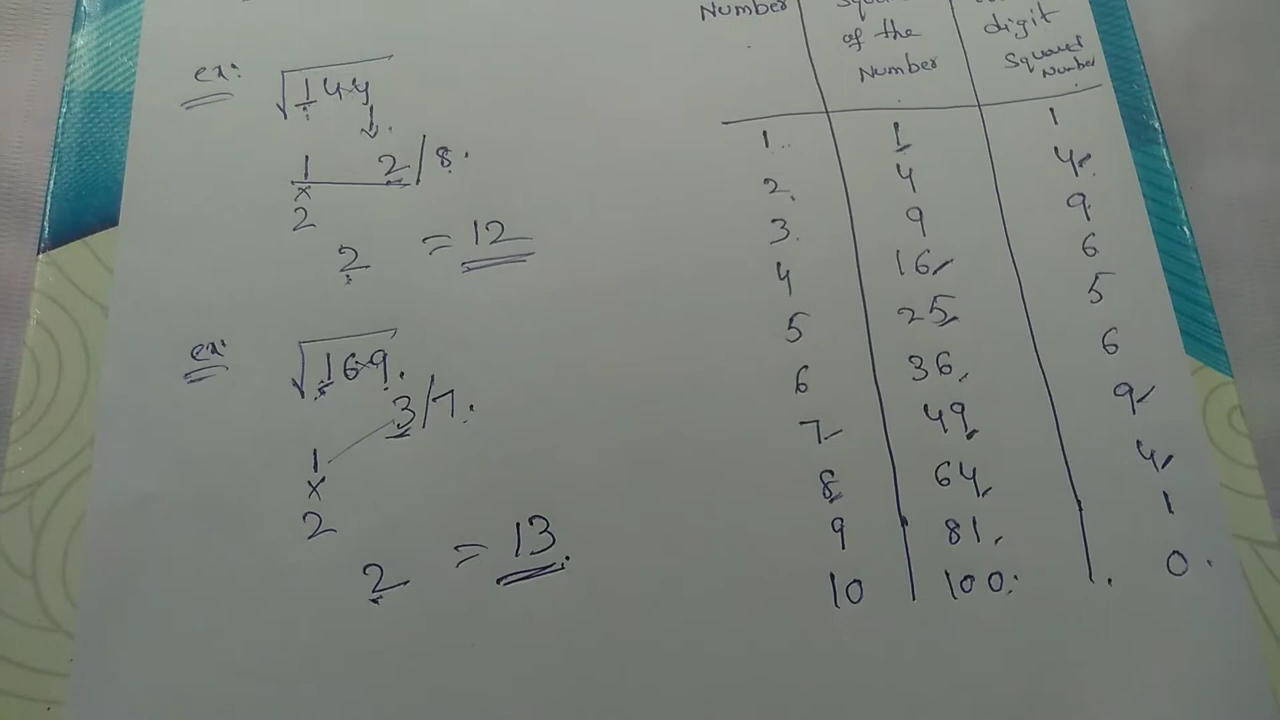 ex: √144
1 2/8.
x
2
2 = 12
ex: √169.
3/7.
1
x
2
2 = 13.
Number
of the
Number
digit
Square
Number
1. 1 1
2. 4 4
3. 9 9
4 16 6
5 25 5
6 36 6
7 49 9
8 64 4
9 81 1
10 100 0.